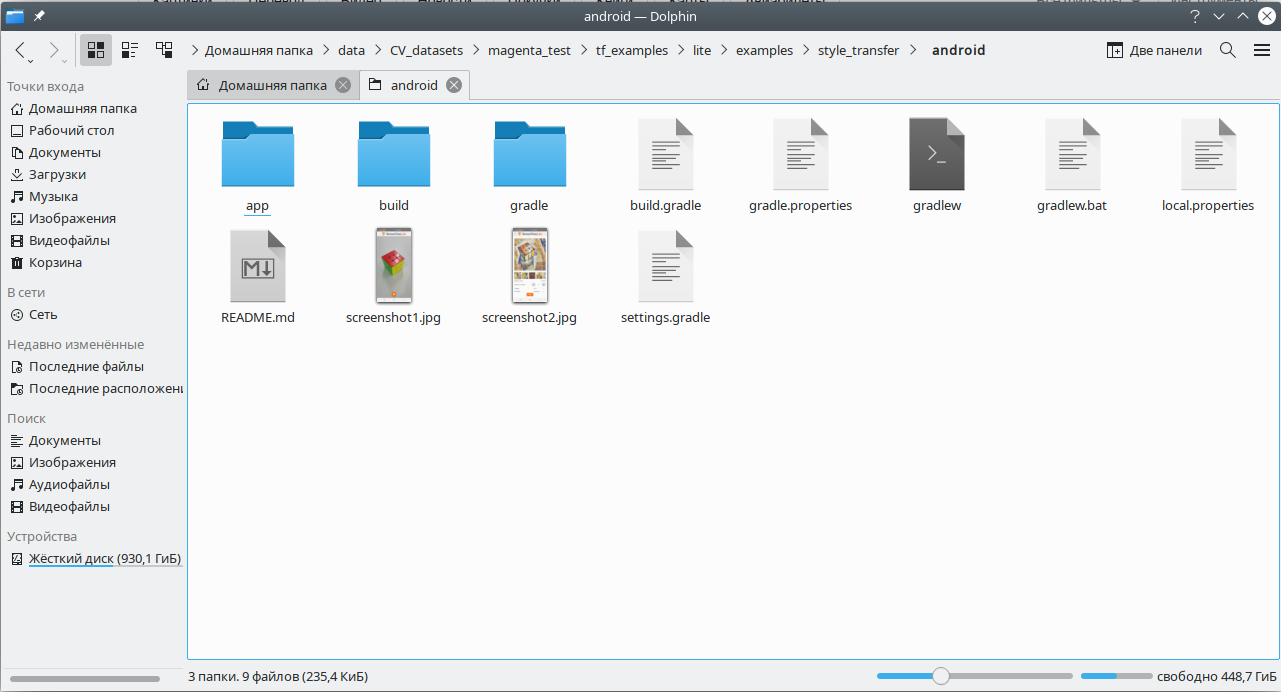 android — Dolphin
Домашняя папка > data > CV_datasets > magenta_test > tf_examples > lite > examples > style_transfer > android
Две панели
Домашняя папка
android
Точки входа
Домашняя папка
Рабочий стол
Документы
Загрузки
Музыка
Изображения
Видеофайлы
Корзина
В сети
Сеть
Недавно изменённые
Последние файлы
Последние расположени
Поиск
Документы
Изображения
Аудиофайлы
Видеофайлы
Устройства
Жёсткий диск (930,1 ГиБ)
app
build
gradle
build.gradle
gradle.properties
gradlew
gradlew.bat
local.properties
README.md
screenshot1.jpg
screenshot2.jpg
settings.gradle
3 папки. 9 файлов (235,4 КиБ)
свободно 448,7 ГиБ